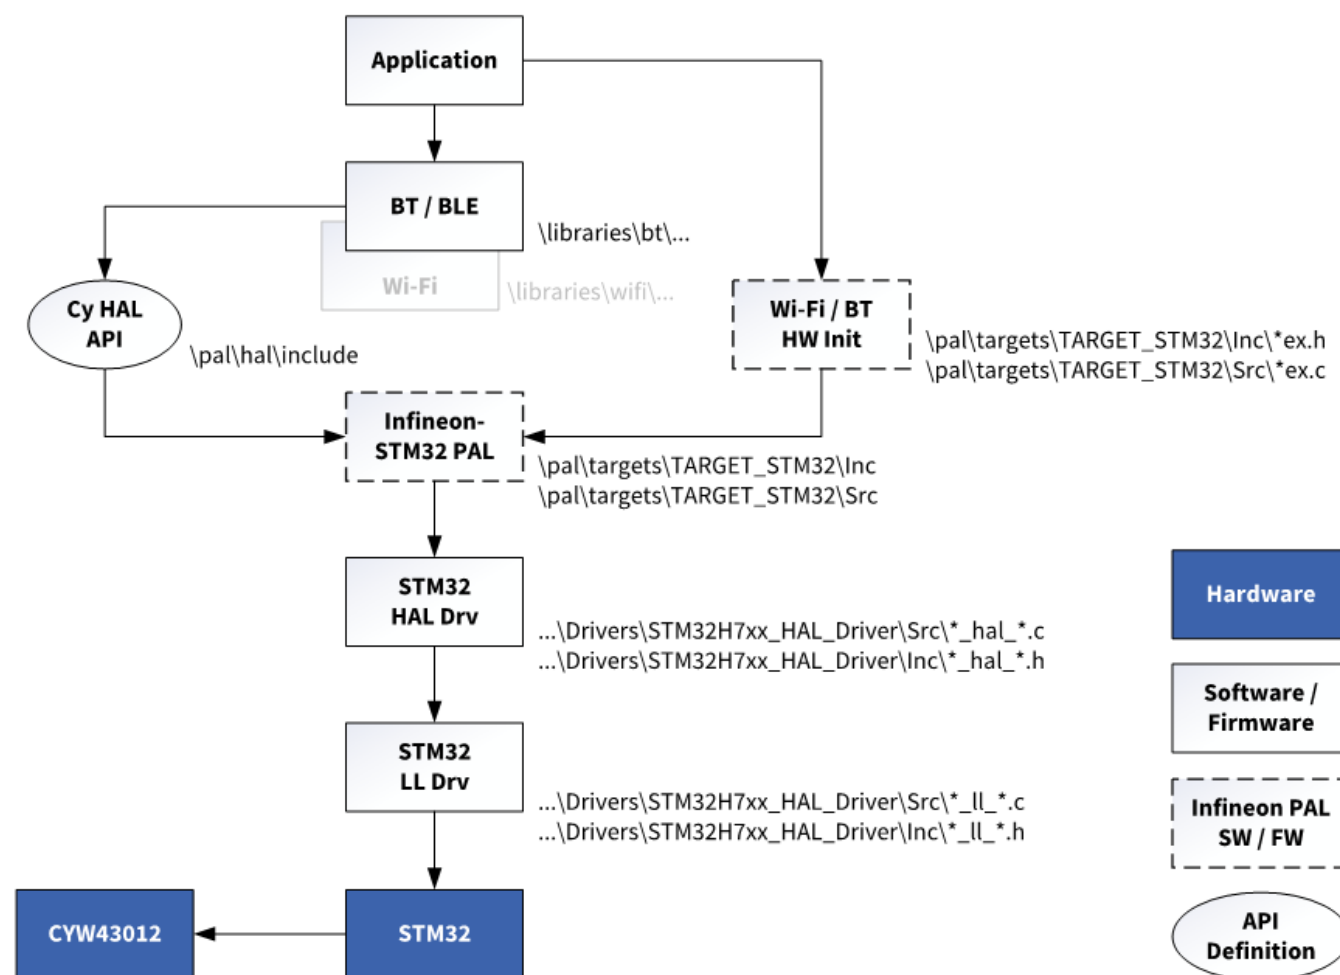 Application
BT / BLE
\libraries\bt\...
Wi-Fi
\libraries\wifi\...
Cy HAL
API
\pal\hal\include
Wi-Fi / BT
HW Init
\pal\targets\TARGET_STM32\Inc\*ex.h
\pal\targets\TARGET_STM32\Src\*ex.c
Infineon-
STM32 PAL
\pal\targets\TARGET_STM32\Inc
\pal\targets\TARGET_STM32\Src
STM32
HAL Drv
...\Drivers\STM32H7xx_HAL_Driver\Src\*_hal_*.c
...\Drivers\STM32H7xx_HAL_Driver\Inc\*_hal_*.h
STM32
LL Drv
...\Drivers\STM32H7xx_HAL_Driver\Src\*_ll_*.c
...\Drivers\STM32H7xx_HAL_Driver\Inc\*_ll_*.h
CYW43012
STM32
Hardware
Software /
Firmware
Infineon PAL
SW / FW
API
Definition